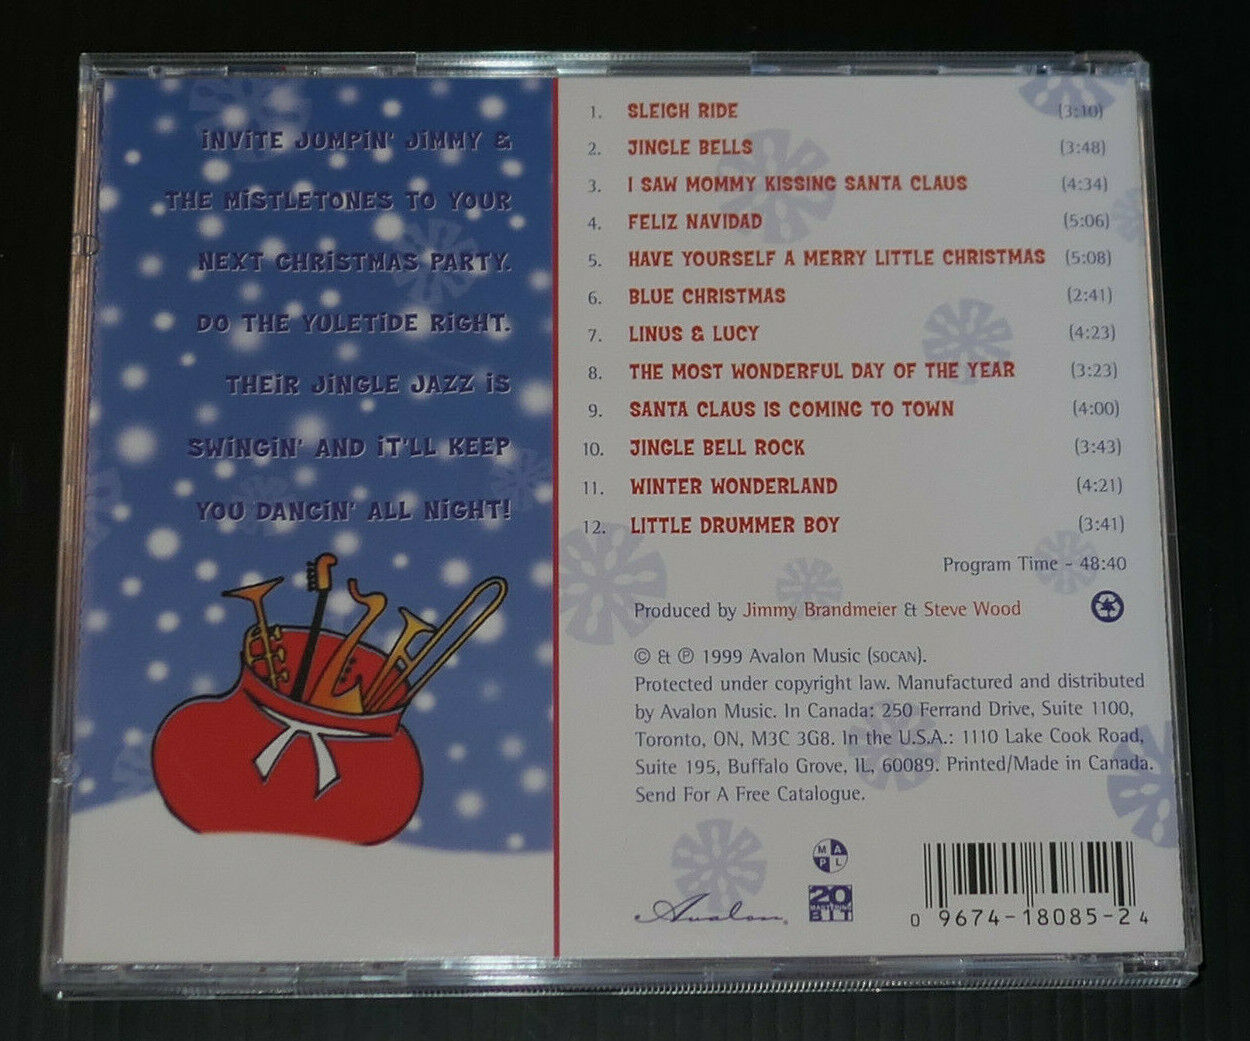 iNViTE JUMPiN' JiMMY &
THE MiSTLETONES TO YOUR
NEXT CHRiSTMAS PARTY.
DO THE YULETiDE RiGHT.
THEiR JiNGLE JAZZ iS
SWiNGiN' AND iT'LL KEEP
YOU DANCiN' ALL NiGHT!
1. SLEIGH RIDE (3:10)
2. JINGLE BELLS (3:48)
3. I SAW MOMMY KISSING SANTA CLAUS (4:34)
4. FELIZ NAVIDAD (5:06)
5. HAVE YOURSELF A MERRY LITTLE CHRISTMAS (5:08)
6. BLUE CHRISTMAS (2:41)
7. LINUS & LUCY (4:23)
8. THE MOST WONDERFUL DAY OF THE YEAR (3:23)
9. SANTA CLAUS IS COMING TO TOWN (4:00)
10. JINGLE BELL ROCK (3:43)
11. WINTER WONDERLAND (4:21)
12. LITTLE DRUMMER BOY (3:41)
Program Time - 48:40
Produced by Jimmy Brandmeier & Steve Wood
© & ℗ 1999 Avalon Music (SOCAN).
Protected under copyright law. Manufactured and distributed
by Avalon Music. In Canada: 250 Ferrand Drive, Suite 1100,
Toronto, ON, M3C 3G8. In the U.S.A.: 1110 Lake Cook Road,
Suite 195, Buffalo Grove, IL, 60089. Printed/Made in Canada.
Send For A Free Catalogue.
M A
P L
Avalon®
20
MASTERING
BIT
0 9674-18085-2 4